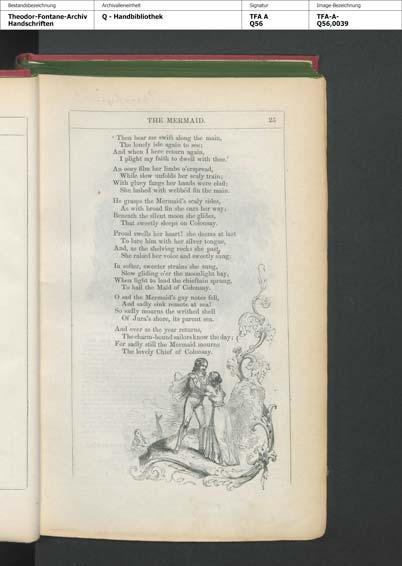 Bestandsbezeichnung Archivalieneinheit Signatur Image-Bezeichnung
Theodor-Fontane-Archiv Q - Handbibliothek TFA A TFA-A-
Handschriften Q56 Q56,0039
THE MERMAID. 25
‘ Then bear me swift along the main,
The lonely isle again to see;
And when I here return again,
I plight my faith to dwell with thee.’
An oozy film her limbs o'erspread,
While slow unfolds her scaly train;
With gluey fangs her hands were clad;
She lashed with webbed fin the main.
He grasps the Mermaid's scaly sides,
As with broad fin she oars her way;
Beneath the silent moon she glides,
That sweetly sleeps on Colonsay.
Proud swells her heart! she deems at last
To lure him with her silver tongue,
And, as the shelving rocks she past,
She raised her voice and sweetly sung.
In softer, sweeter strains she sung,
Slow gliding o'er the moonlight bay,
When light to land the chieftain sprung,
To hail the Maid of Colonsay.
O sad the Mermaid's gay notes fell,
And sadly sink remote at sea!
So sadly mourns the writhed shell
Of Jura's shore, its parent sea.
And ever as the year returns,
The charm-bound sailors know the day;
For sadly still the Mermaid mourns
The lovely Chief of Colonsay.